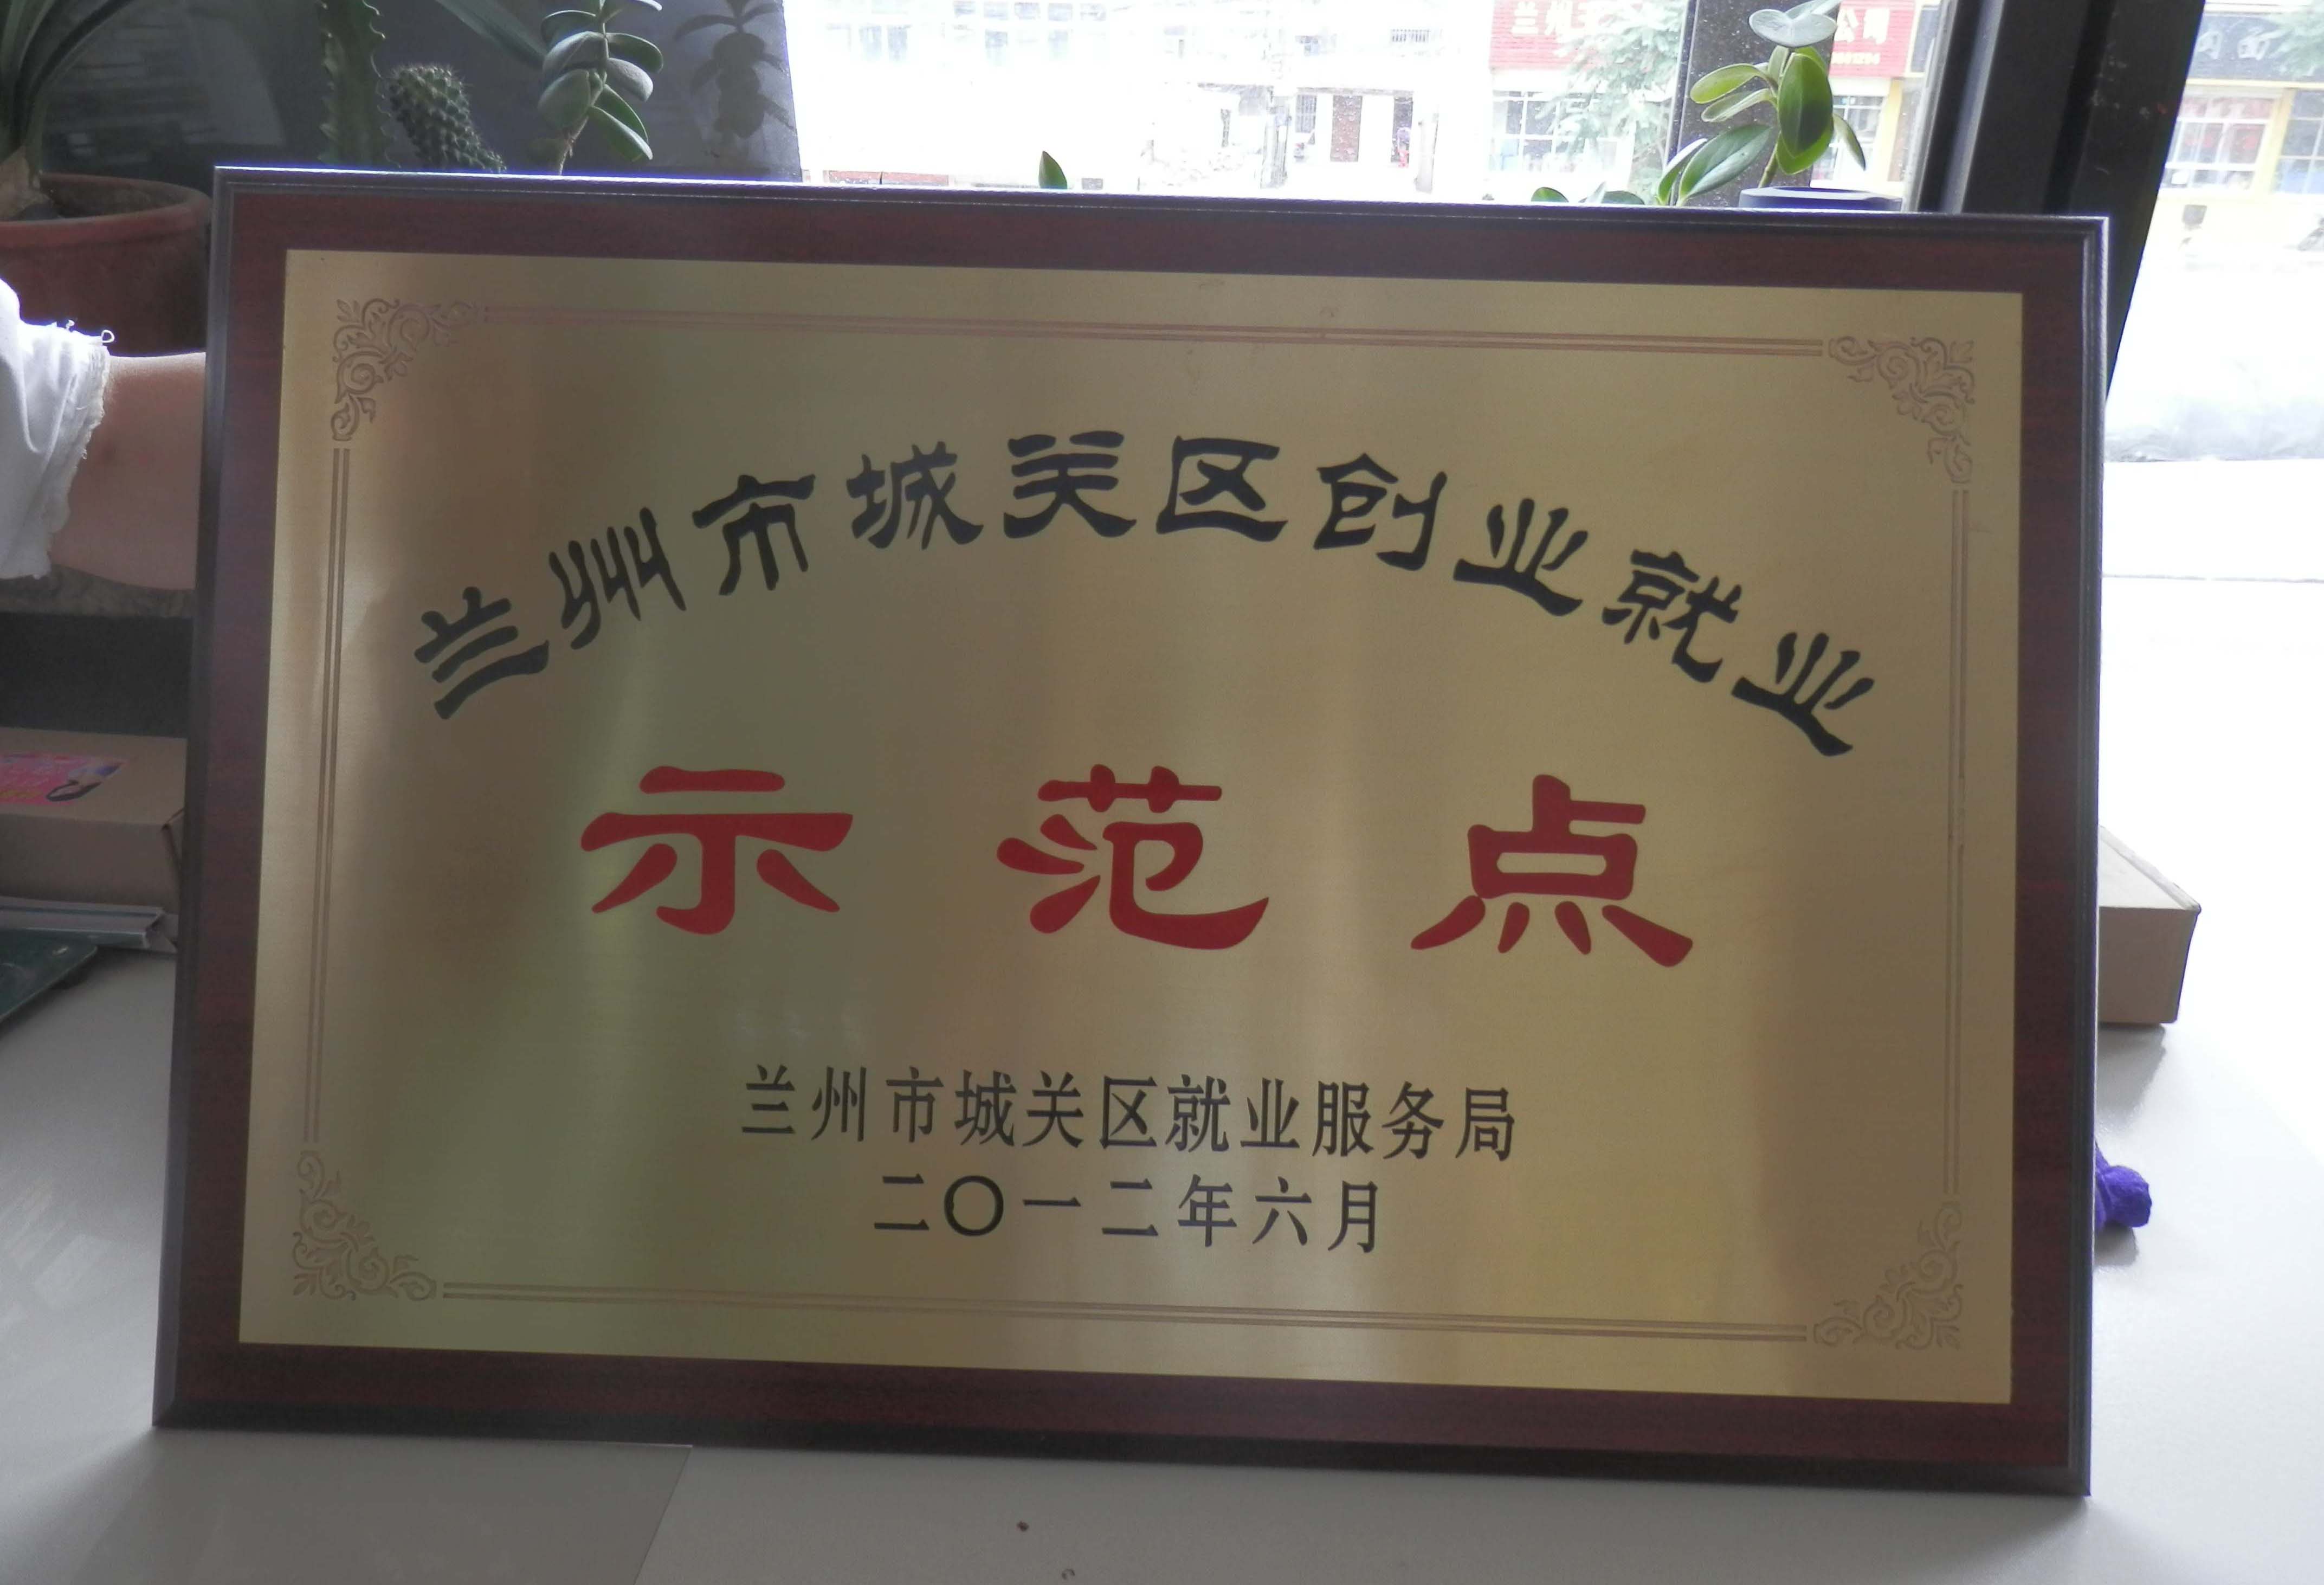 兰州市城关区创业就业
示范点
兰州市城关区就业服务局
二〇一二年六月